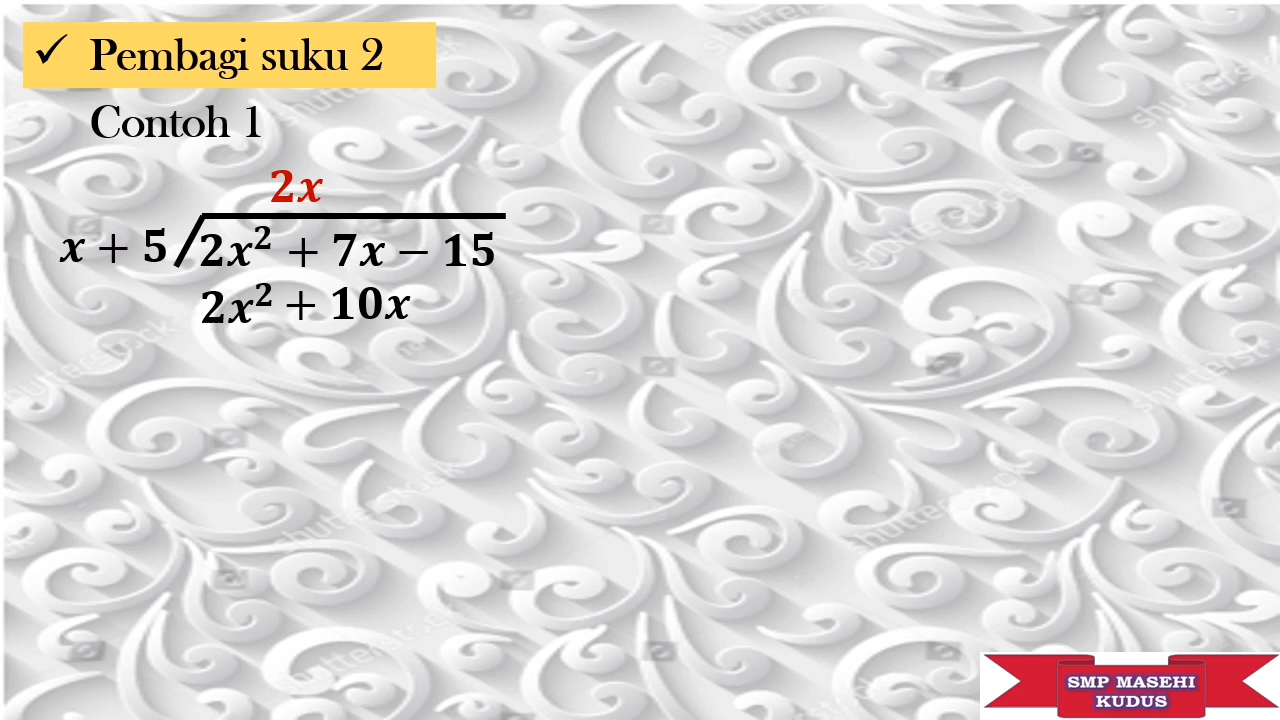 ✓ Pembagi suku 2
Contoh 1
2x
x + 5 2x² + 7x − 15
2x² + 10x
SMP MASEHI
KUDUS